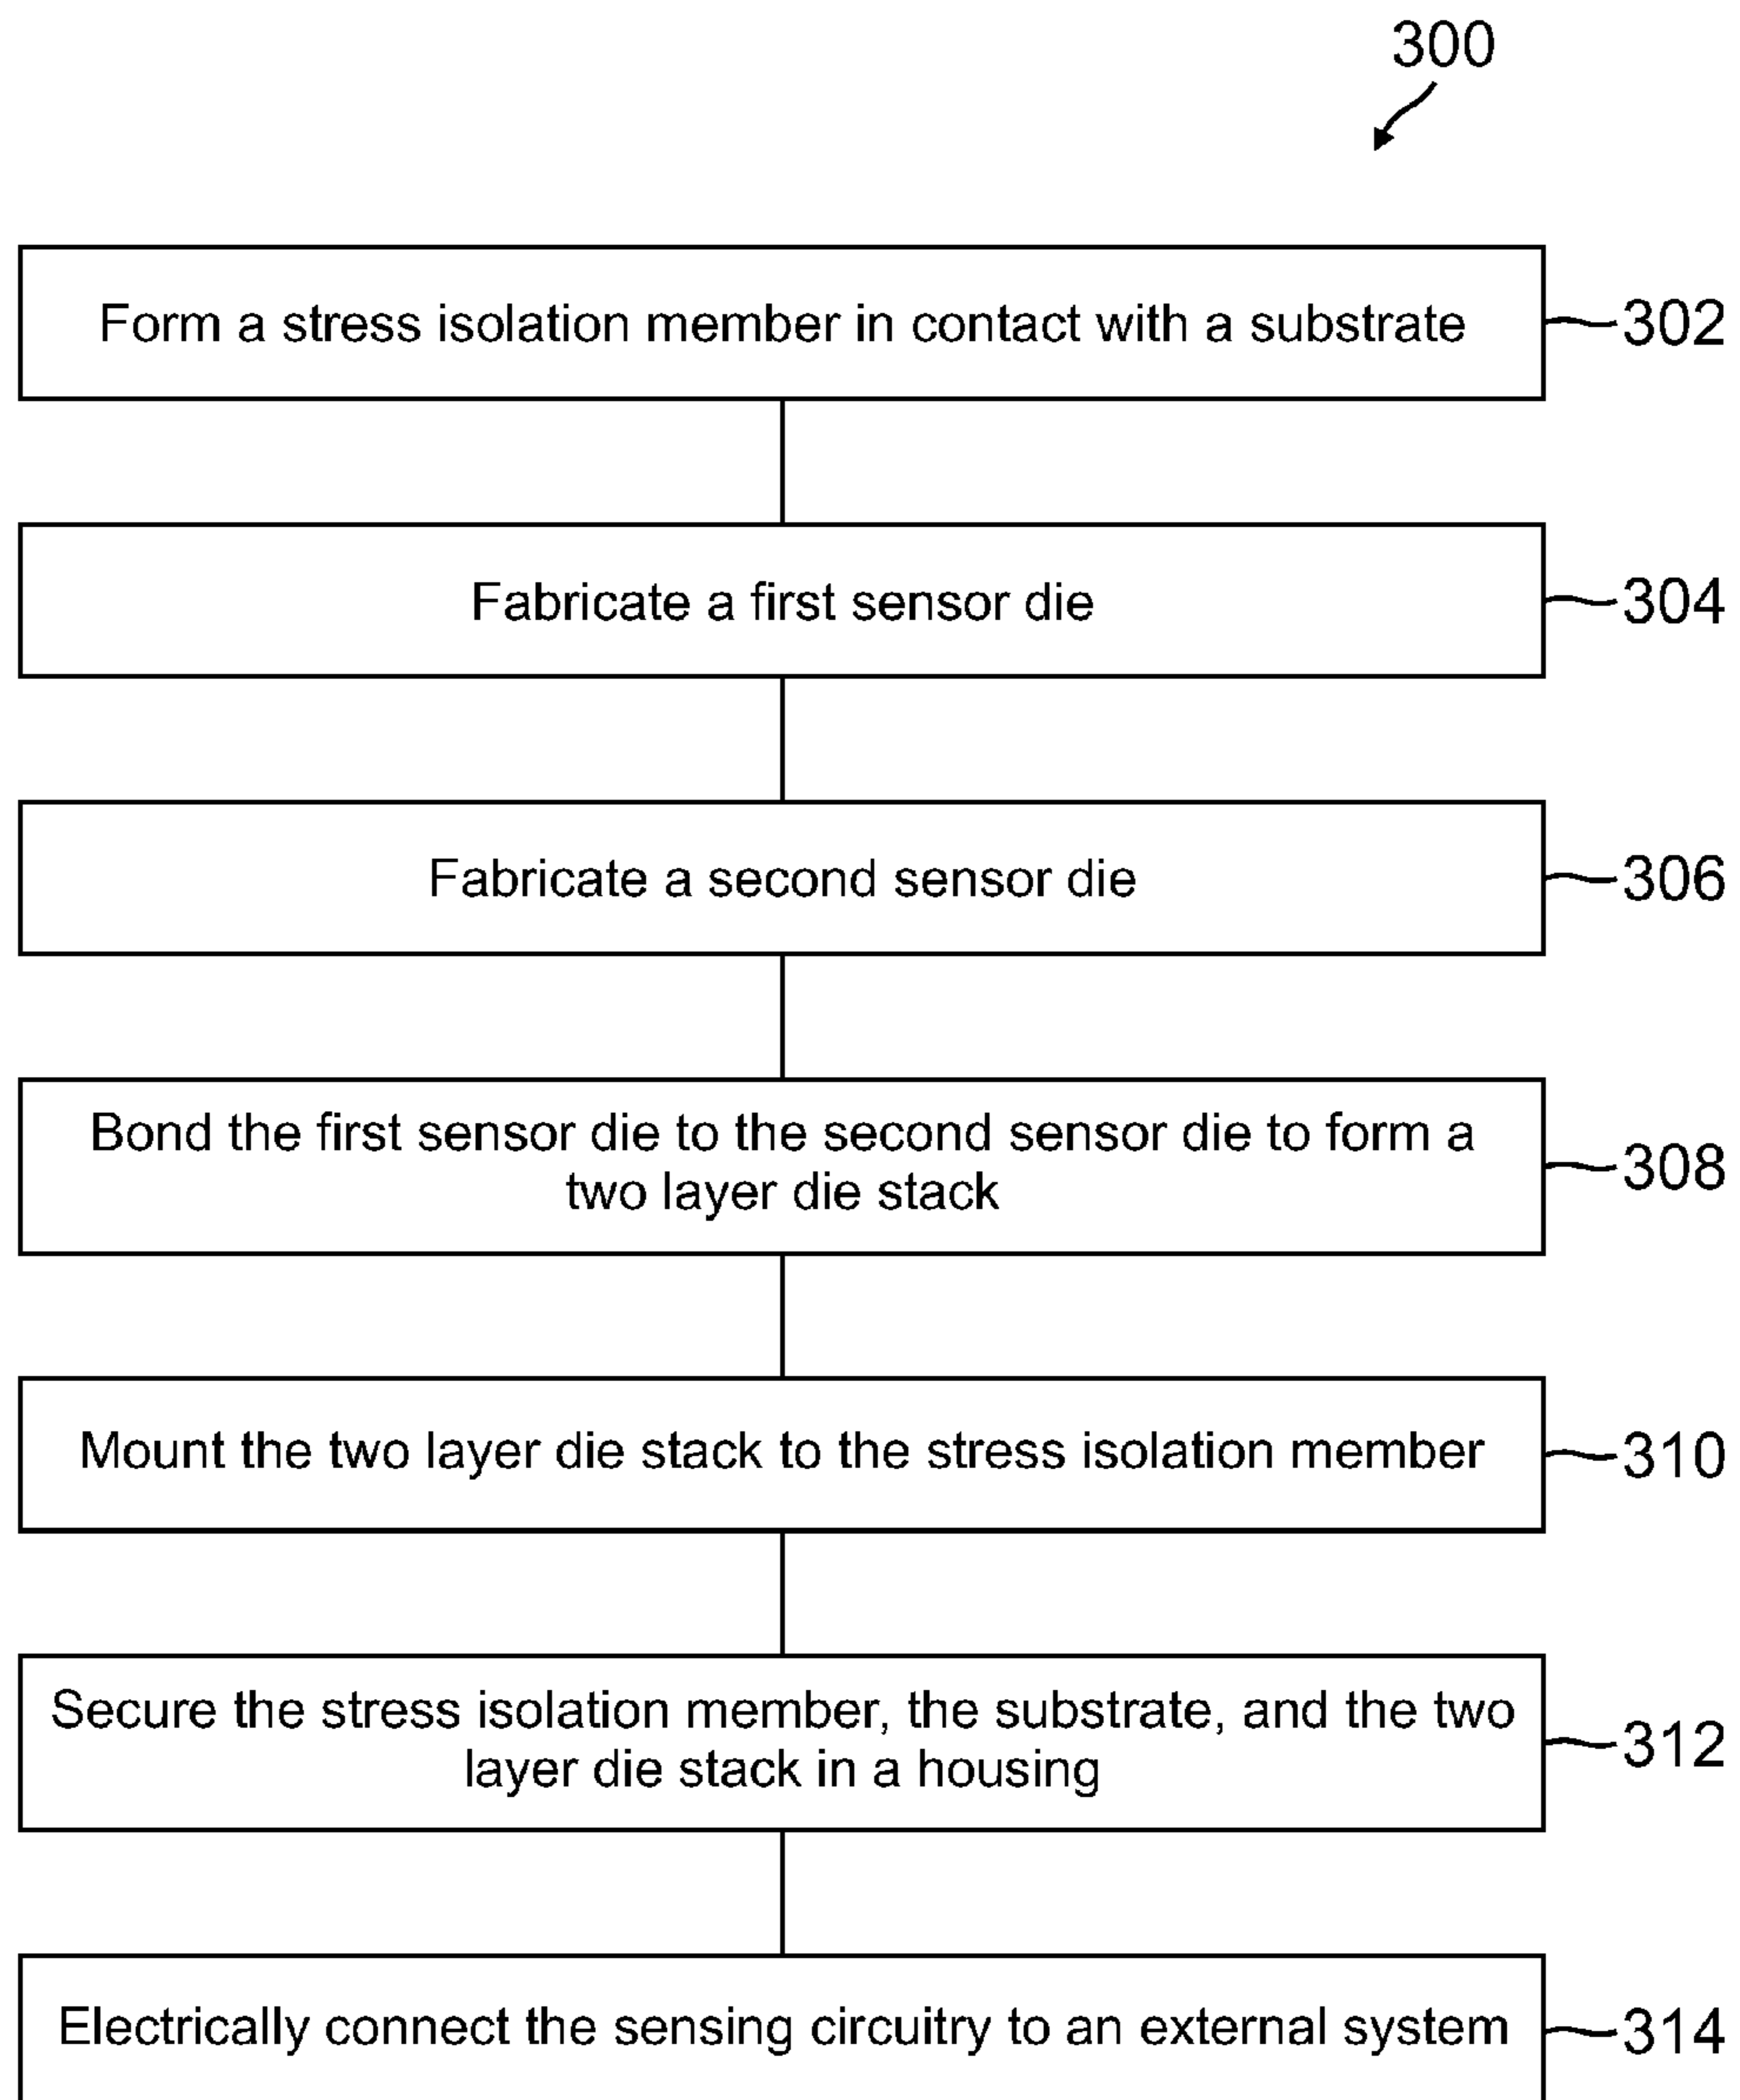 300
Form a stress isolation member in contact with a substrate
302
Fabricate a first sensor die
304
Fabricate a second sensor die
306
Bond the first sensor die to the second sensor die to form a
two layer die stack
308
Mount the two layer die stack to the stress isolation member
310
Secure the stress isolation member, the substrate, and the two
layer die stack in a housing
312
Electrically connect the sensing circuitry to an external system
314